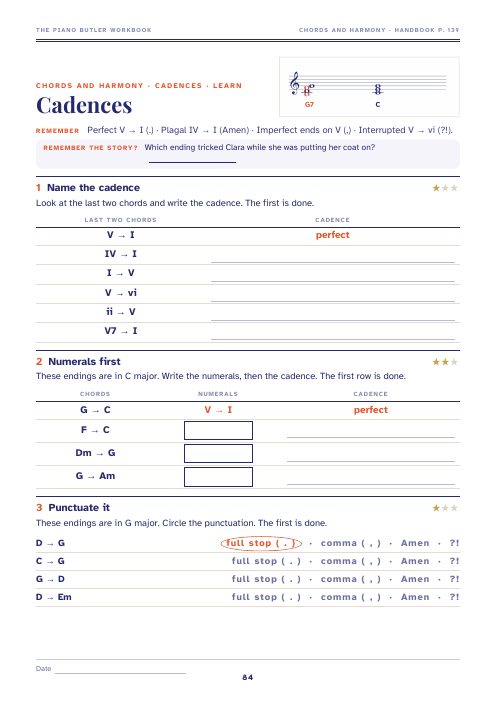 THE PIANO BUTLER WORKBOOK
CHORDS AND HARMONY · HANDBOOK P. 139
CHORDS AND HARMONY · CADENCES · LEARN
Cadences
G7 C
REMEMBER Perfect V → I (.) · Plagal IV → I (Amen) · Imperfect ends on V (,) · Interrupted V → vi (?!).
REMEMBER THE STORY? Which ending tricked Clara while she was putting her coat on?
1 Name the cadence ★★★
Look at the last two chords and write the cadence. The first is done.
LAST TWO CHORDS CADENCE
V → I perfect
IV → I
I → V
V → vi
ii → V
V7 → I
2 Numerals first ★★★
These endings are in C major. Write the numerals, then the cadence. The first row is done.
CHORDS NUMERALS CADENCE
G → C V → I perfect
F → C
Dm → G
G → Am
3 Punctuate it ★★★
These endings are in G major. Circle the punctuation. The first is done.
D → G full stop ( . ) · comma ( , ) · Amen · ?!
C → G full stop ( . ) · comma ( , ) · Amen · ?!
G → D full stop ( . ) · comma ( , ) · Amen · ?!
D → Em full stop ( . ) · comma ( , ) · Amen · ?!
Date
84